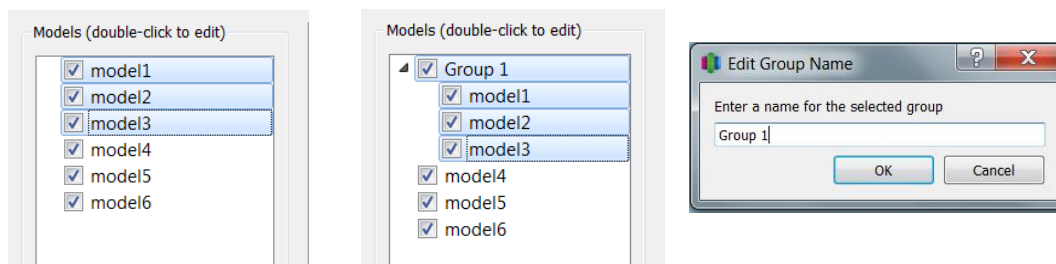 Models (double-click to edit)
model1
model2
model3
model4
model5
model6
Models (double-click to edit)
Group 1
model1
model2
model3
model4
model5
model6
Edit Group Name
Enter a name for the selected group
Group 1
OK Cancel